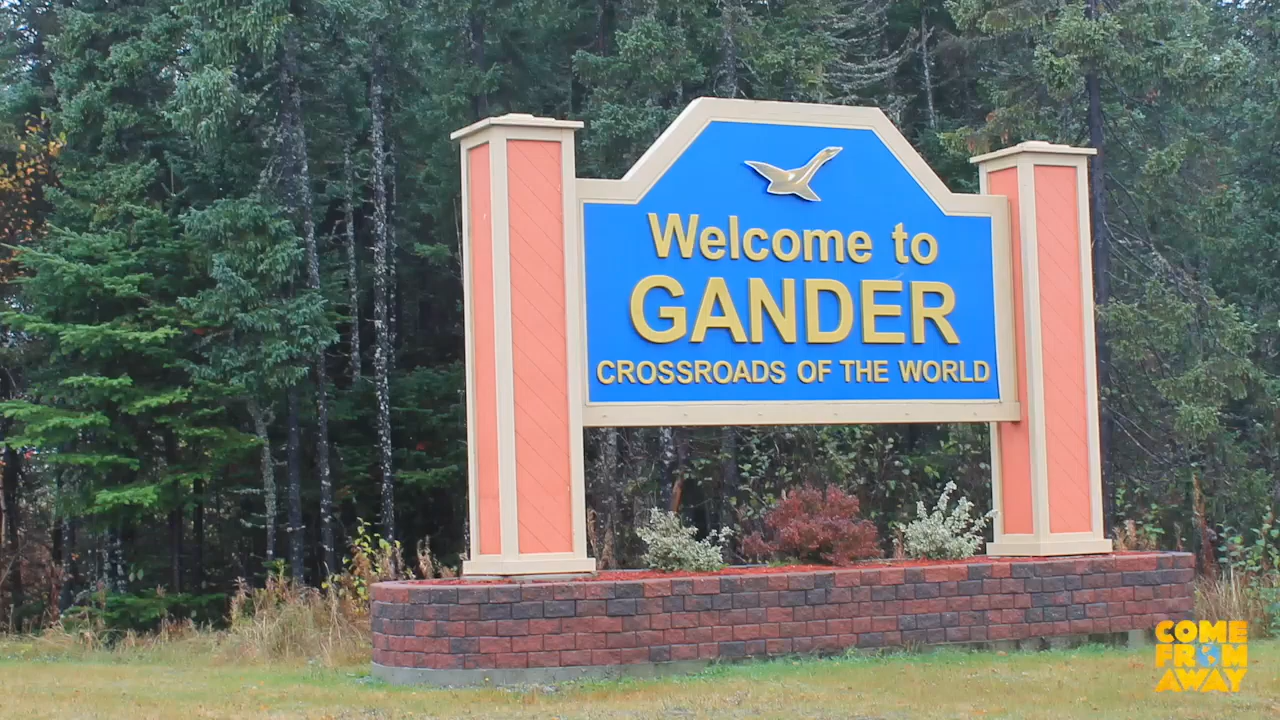 Welcome to
GANDER
CROSSROADS OF THE WORLD
COME
FROM
AWAY